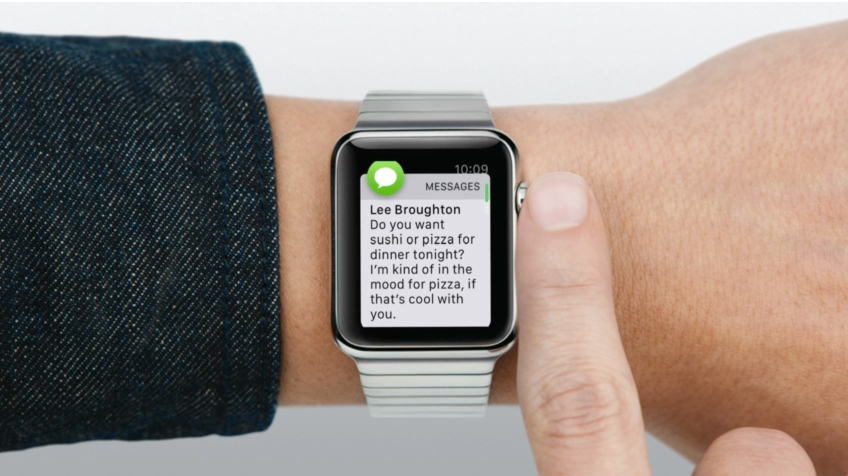 10:09
MESSAGES
Lee Broughton
Do you want
sushi or pizza for
dinner tonight?
I'm kind of in the
mood for pizza, if
that's cool with
you.